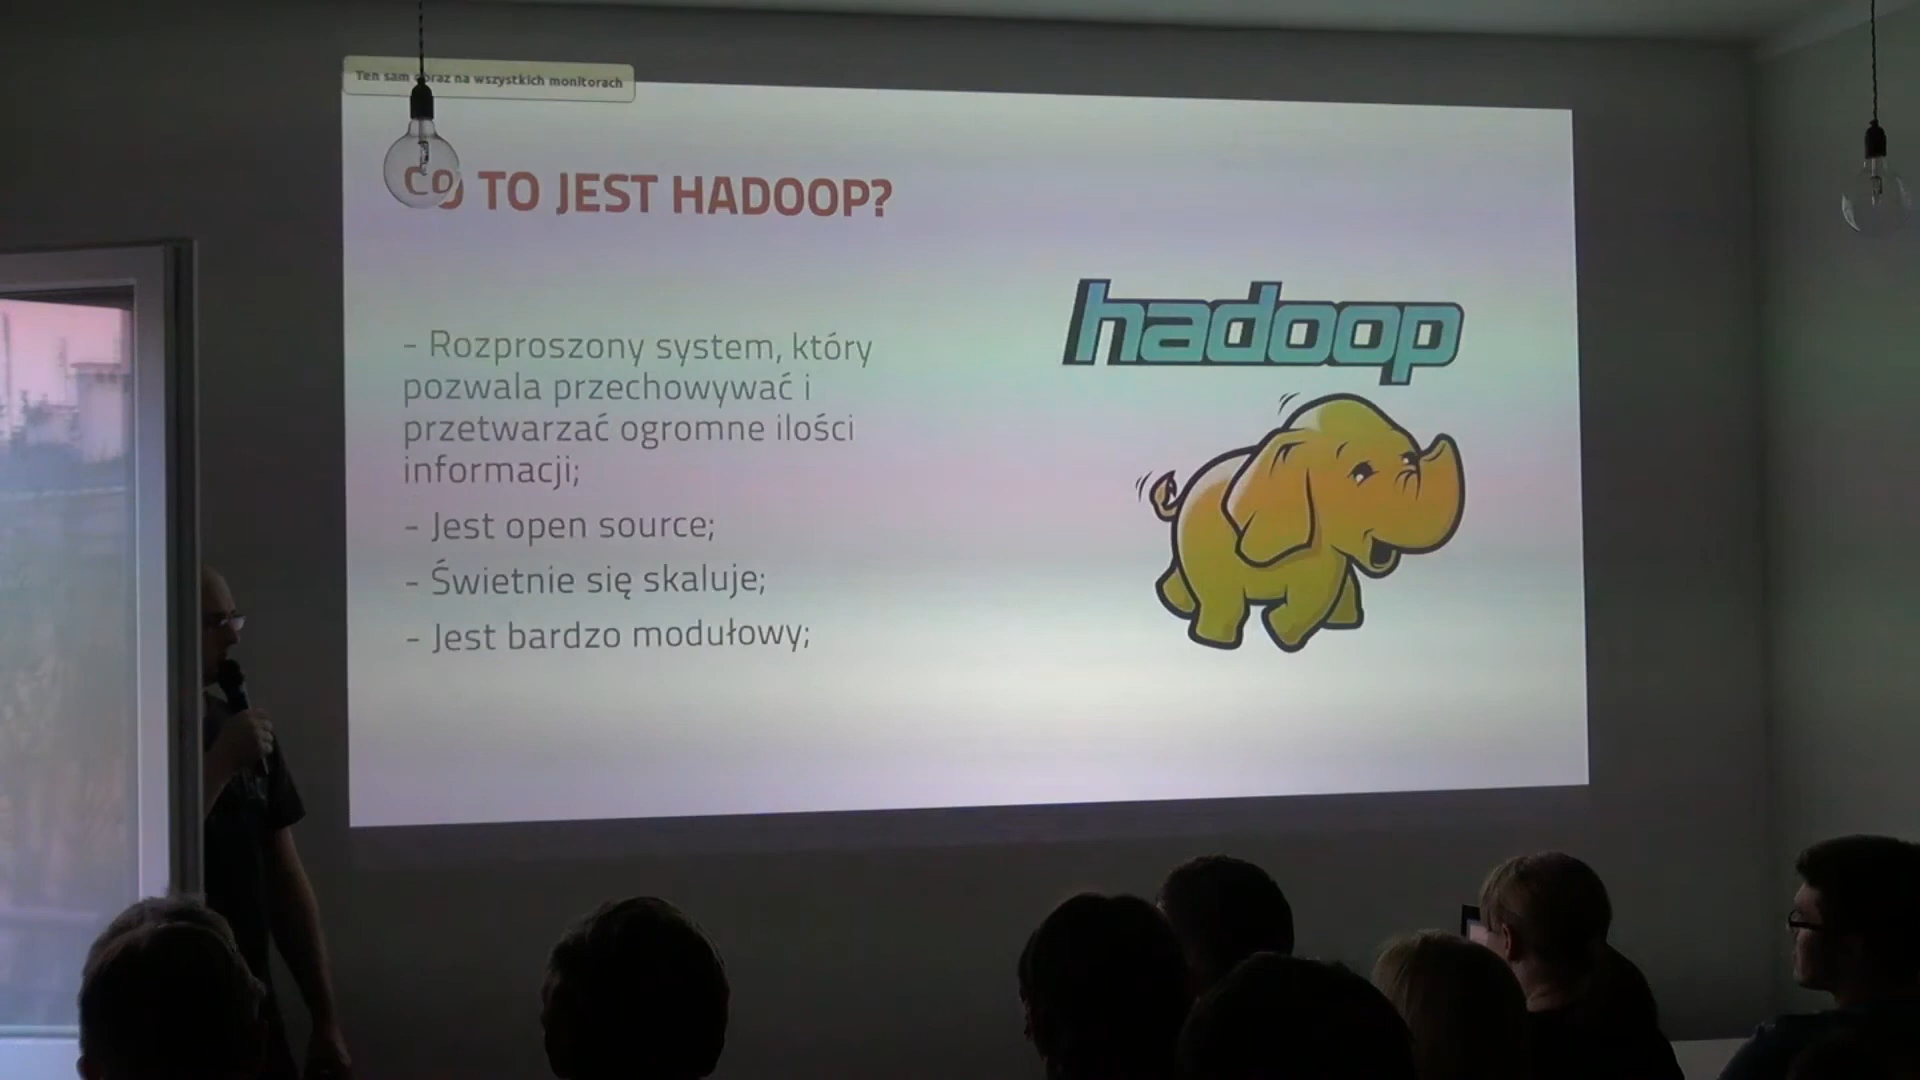 Ten sam obraz na wszystkich monitorach
CO TO JEST HADOOP?
hadoop
- Rozproszony system, który
pozwala przechowywać i
przetwarzać ogromne ilości
informacji;
- Jest open source;
- Świetnie się skaluje;
- Jest bardzo modułowy;